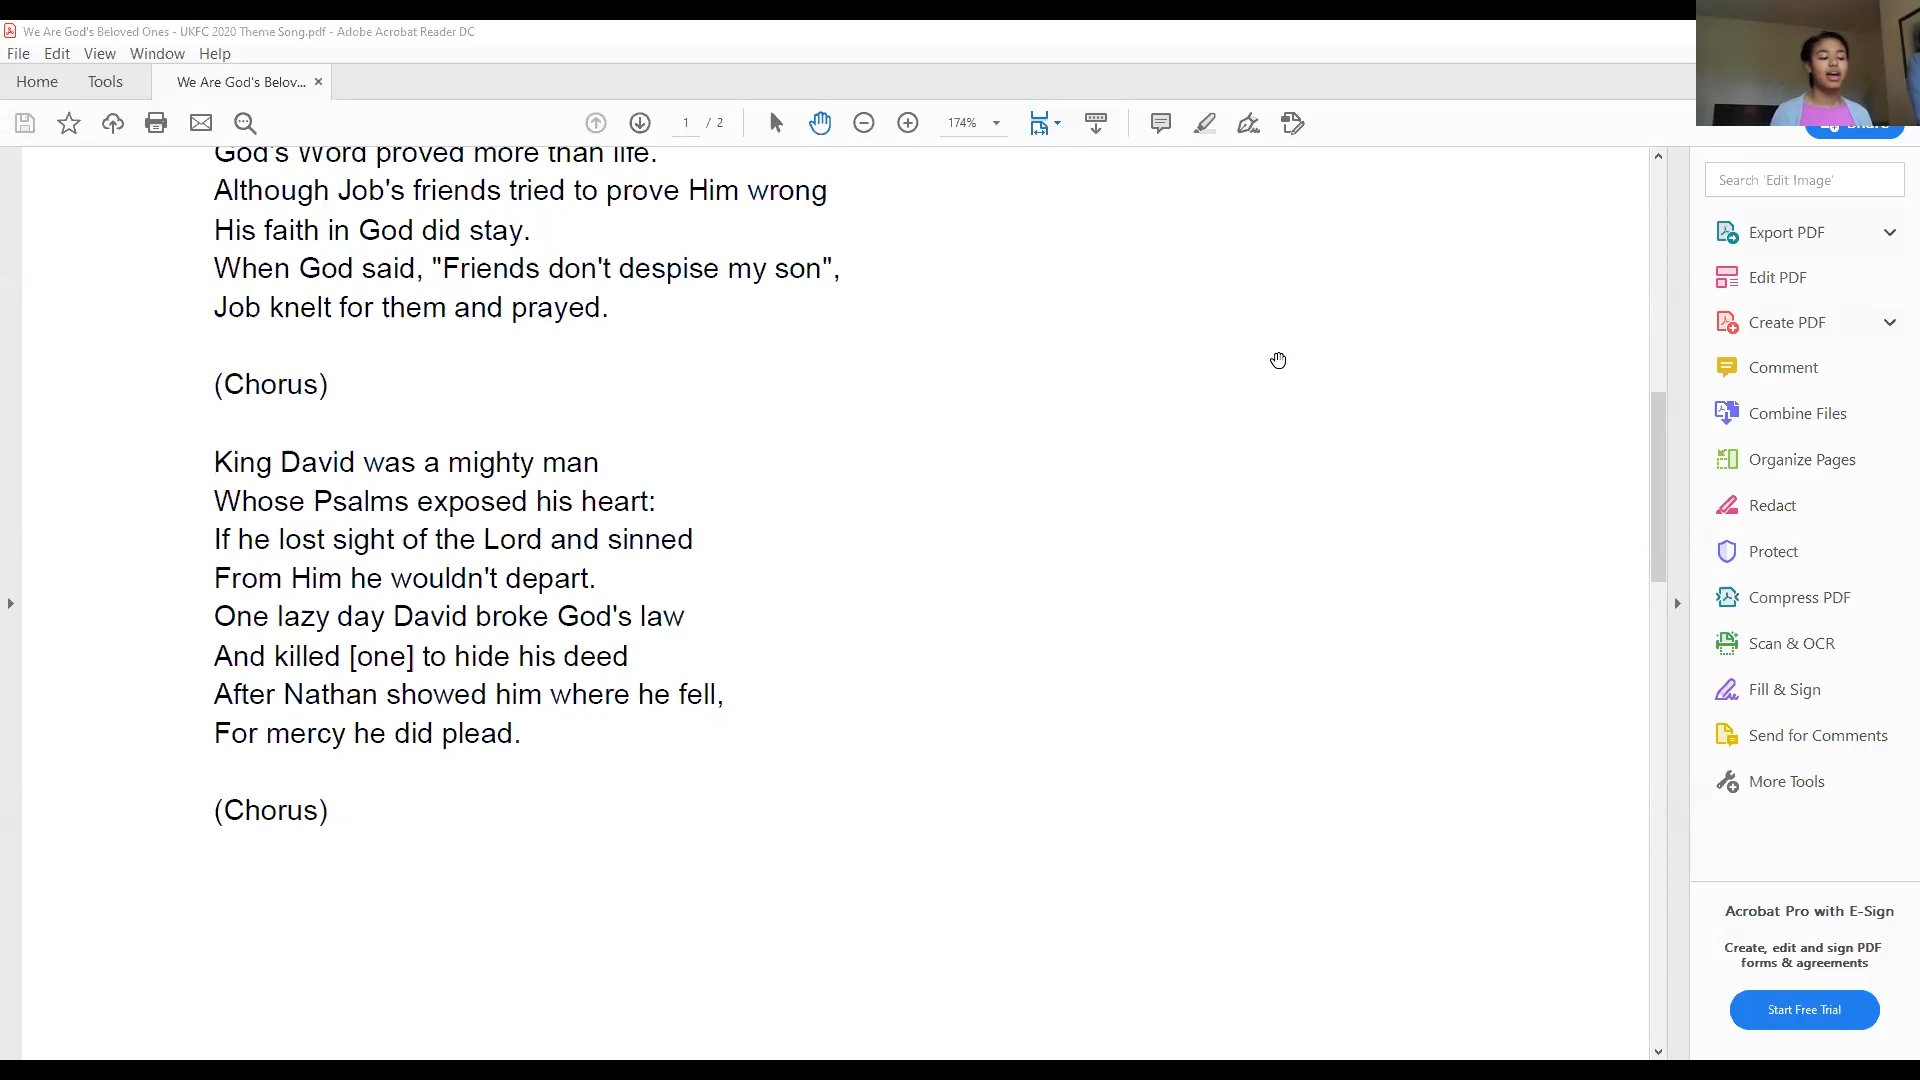 We Are God's Beloved Ones - UKFC 2020 Theme Song.pdf - Adobe Acrobat Reader DC
File Edit View Window Help
Home Tools We Are God's Belov... ×
1 / 2 174%
Share
God's Word proved more than life.
Although Job's friends tried to prove Him wrong
His faith in God did stay.
When God said, "Friends don't despise my son",
Job knelt for them and prayed.
(Chorus)
King David was a mighty man
Whose Psalms exposed his heart:
If he lost sight of the Lord and sinned
From Him he wouldn't depart.
One lazy day David broke God's law
And killed [one] to hide his deed
After Nathan showed him where he fell,
For mercy he did plead.
(Chorus)
Search 'Edit Image'
Export PDF
Edit PDF
Create PDF
Comment
Combine Files
Organize Pages
Redact
Protect
Compress PDF
Scan & OCR
Fill & Sign
Send for Comments
More Tools
Acrobat Pro with E-Sign
Create, edit and sign PDF
forms & agreements
Start Free Trial